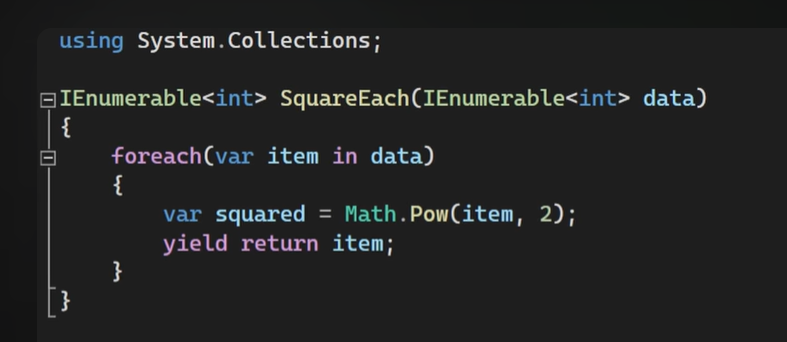 using System.Collections;
IEnumerable<int> SquareEach(IEnumerable<int> data)
{
foreach(var item in data)
{
var squared = Math.Pow(item, 2);
yield return item;
}
}